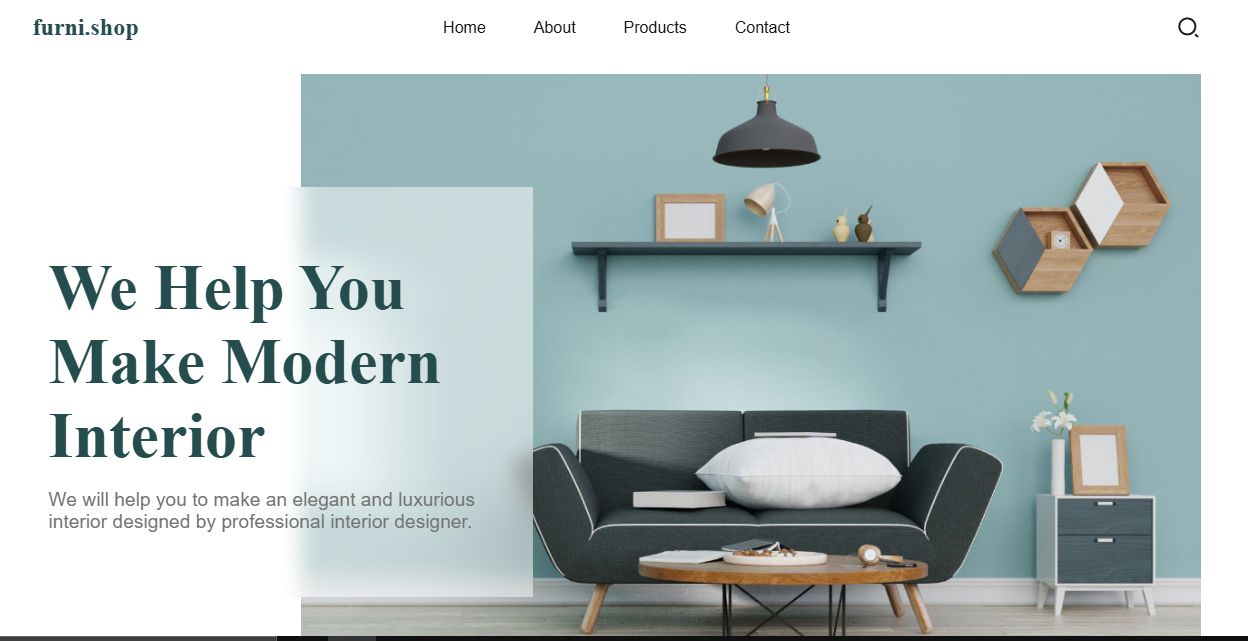 furni.shop
Home About Products Contact
We Help You
Make Modern
Interior
We will help you to make an elegant and luxurious
interior designed by professional interior designer.